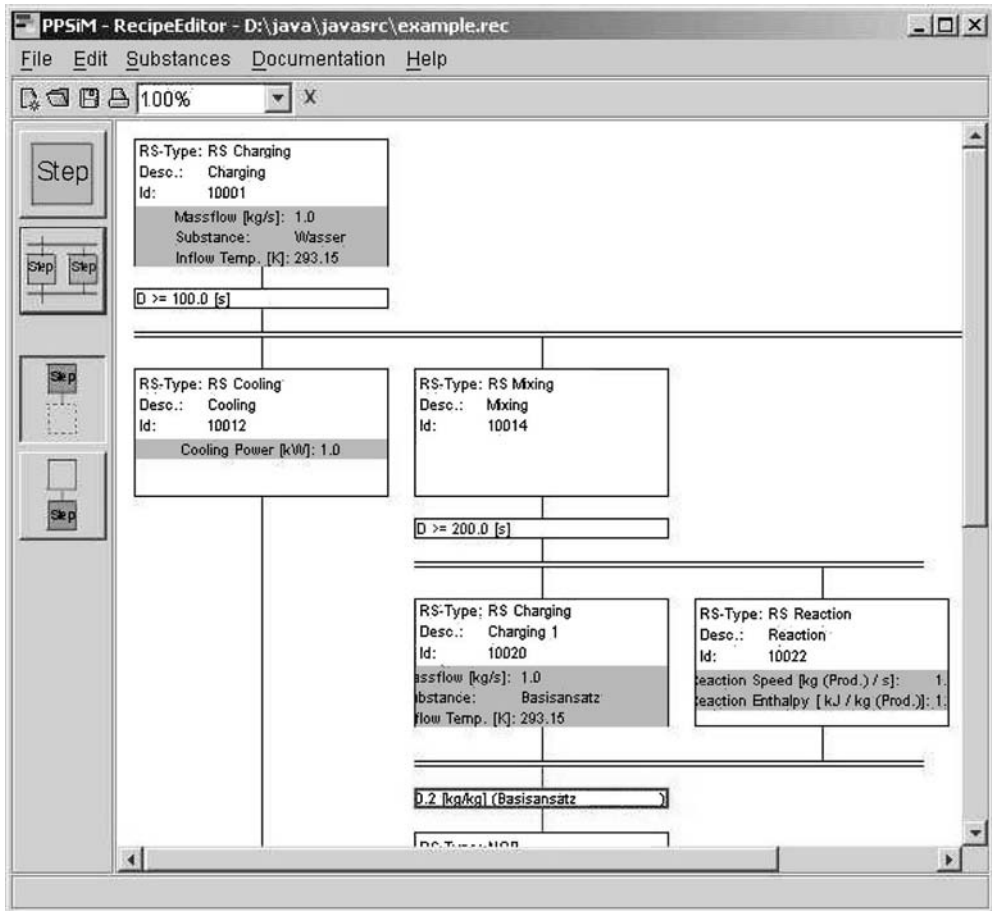 PPSiM - RecipeEditor - D:\java\javasrc\example.rec
File Edit Substances Documentation Help
100%
X
Step
Step Step
Step
Step
RS-Type: RS Charging
Desc.: Charging
Id: 10001
Massflow [kg/s]: 1.0
Substance: Wasser
Inflow Temp. [K]: 293.15
D >= 100.0 [s]
RS-Type: RS Cooling
Desc.: Cooling
Id: 10012
Cooling Power [kW]: 1.0
RS-Type: RS Mixing
Desc.: Mixing
Id: 10014
D >= 200.0 [s]
RS-Type: RS Charging
Desc.: Charging 1
Id: 10020
assflow [kg/s]: 1.0
bstance: Basisansatz
flow Temp. [K]: 293.15
RS-Type: RS Reaction
Desc.: Reaction
Id: 10022
eaction Speed [kg (Prod.) / s]: 1.
eaction Enthalpy [ kJ / kg (Prod.)]: 1.
0.2 [kg/kg] (Basisansatz )